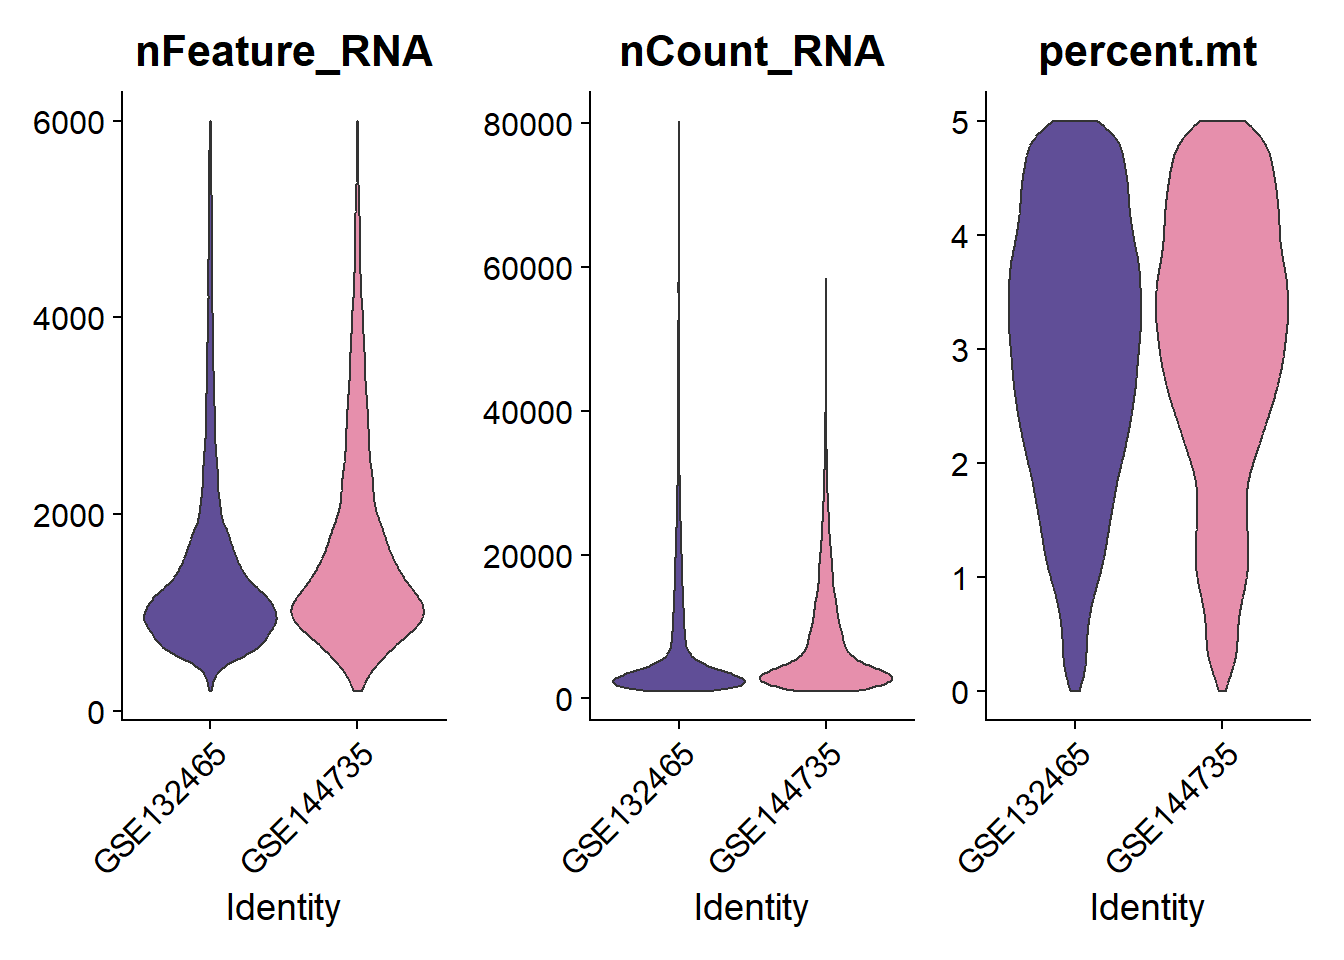 nFeature_RNA
6000
4000
2000
0
GSE132465
GSE144735
Identity
nCount_RNA
80000
60000
40000
20000
0
GSE132465
GSE144735
Identity
percent.mt
5
4
3
2
1
0
GSE132465
GSE144735
Identity